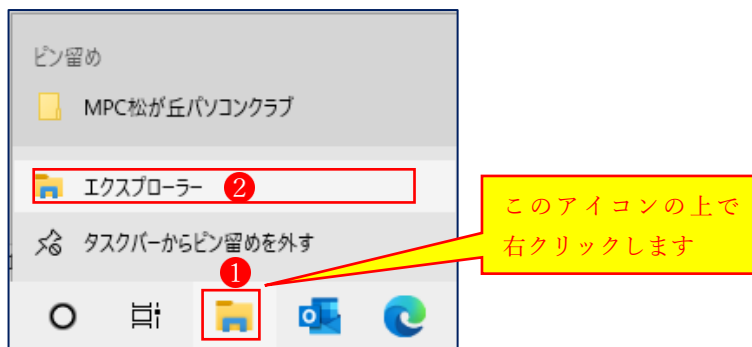 ピン留め
MPC松が丘パソコンクラブ
エクスプローラー ❷
タスクバーからピン留めを外す
❶
このアイコンの上で
右クリックします